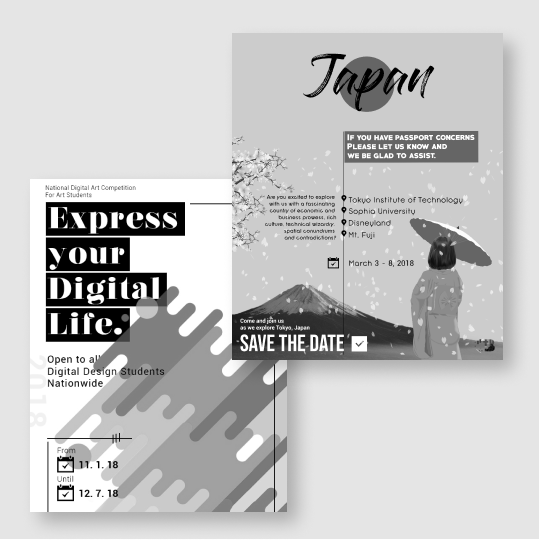 Japan
IF YOU HAVE PASSPORT CONCERNS
PLEASE LET US KNOW AND
WE BE GLAD TO ASSIST.
Are you excited to explore
with us with a fascinating
country of economic and
business prowess, rich
culture, technical wizardry,
spatial conundrums
and contradictions?
Tokyo Institute of Technology
Sophia University
Disneyland
Mt. Fuji
March 3 - 8, 2018
Come and join us
as we explore Tokyo, Japan
SAVE THE DATE
National Digital Art Competition
For Art Students
Express
your
Digital
Life.
Open to all
Digital Design Students
Nationwide
2018
From
11. 1. 18
Until
12. 7. 18